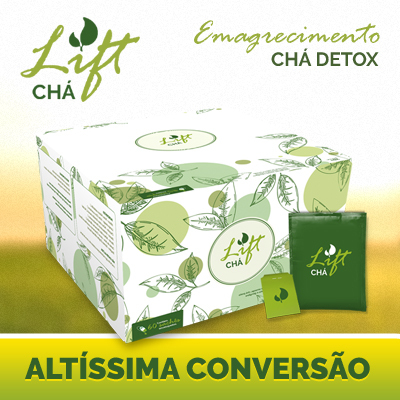 Lift
CHÁ
Emagrecimento
CHÁ DETOX
Lift
CHÁ
Lift
CHÁ
ALTÍSSIMA CONVERSÃO